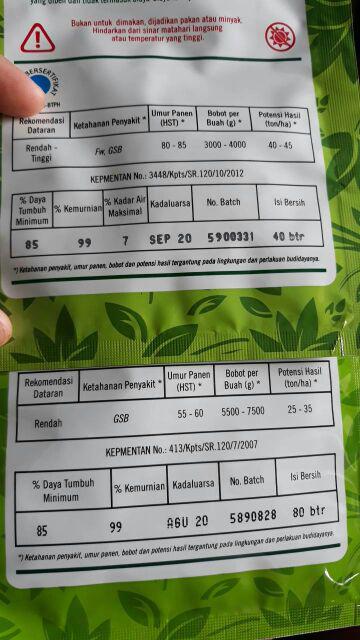 Bukan untuk dimakan, dijadikan pakan atau minyak.
Hindarkan dari sinar matahari langsung
atau temperatur yang tinggi.
BERSERTIFIKAT
-BTPH
Rekomendasi Dataran Ketahanan Penyakit * Umur Panen (HST) * Bobot per Buah (g) * Potensi Hasil (ton/ha) *
Rendah - Tinggi Fw, GSB 80 - 85 3000 - 4000 40 - 45
KEPMENTAN No.: 3448/Kpts/SR.120/10/2012
% Daya Tumbuh Minimum % Kemurnian % Kadar Air Maksimal Kadaluarsa No. Batch Isi Bersih
85 99 7 SEP 20 5900331 40 btr
*) Ketahanan penyakit, umur panen, bobot dan potensi hasil tergantung pada lingkungan dan perlakuan budidayanya.
Rekomendasi Dataran Ketahanan Penyakit * Umur Panen (HST) * Bobot per Buah (g) * Potensi Hasil (ton/ha) *
Rendah GSB 55 - 60 5500 - 7500 25 - 35
KEPMENTAN No.: 413/Kpts/SR.120/7/2007
% Daya Tumbuh Minimum % Kemurnian Kadaluarsa No. Batch Isi Bersih
85 99 AGU 20 5890828 80 btr
*) Ketahanan penyakit, umur panen, bobot dan potensi hasil tergantung pada lingkungan dan perlakuan budidayanya.